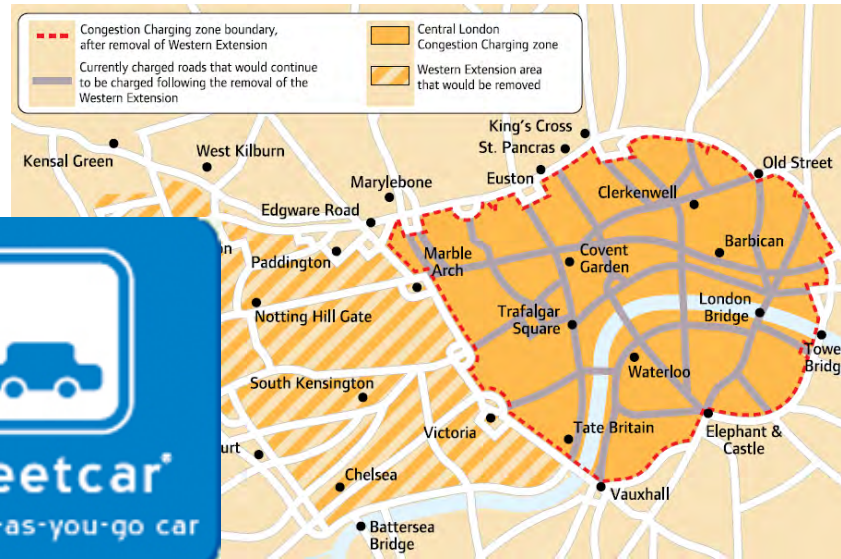 Congestion Charging zone boundary,
after removal of Western Extension
Currently charged roads that would continue
to be charged following the removal of the
Western Extension
Central London
Congestion Charging zone
Western Extension area
that would be removed
King's Cross
St. Pancras
Kensal Green
West Kilburn
Euston
Old Street
Marylebone
Clerkenwell
Edgware Road
Barbican
Paddington
Marble
Arch
Covent
Garden
Notting Hill Gate
Trafalgar
Square
London
Bridge
Tower
Bridge
Waterloo
South Kensington
Victoria
Tate Britain
Elephant &
Castle
urt
Chelsea
Vauxhall
Battersea
Bridge
eetcar
-as-you-go car